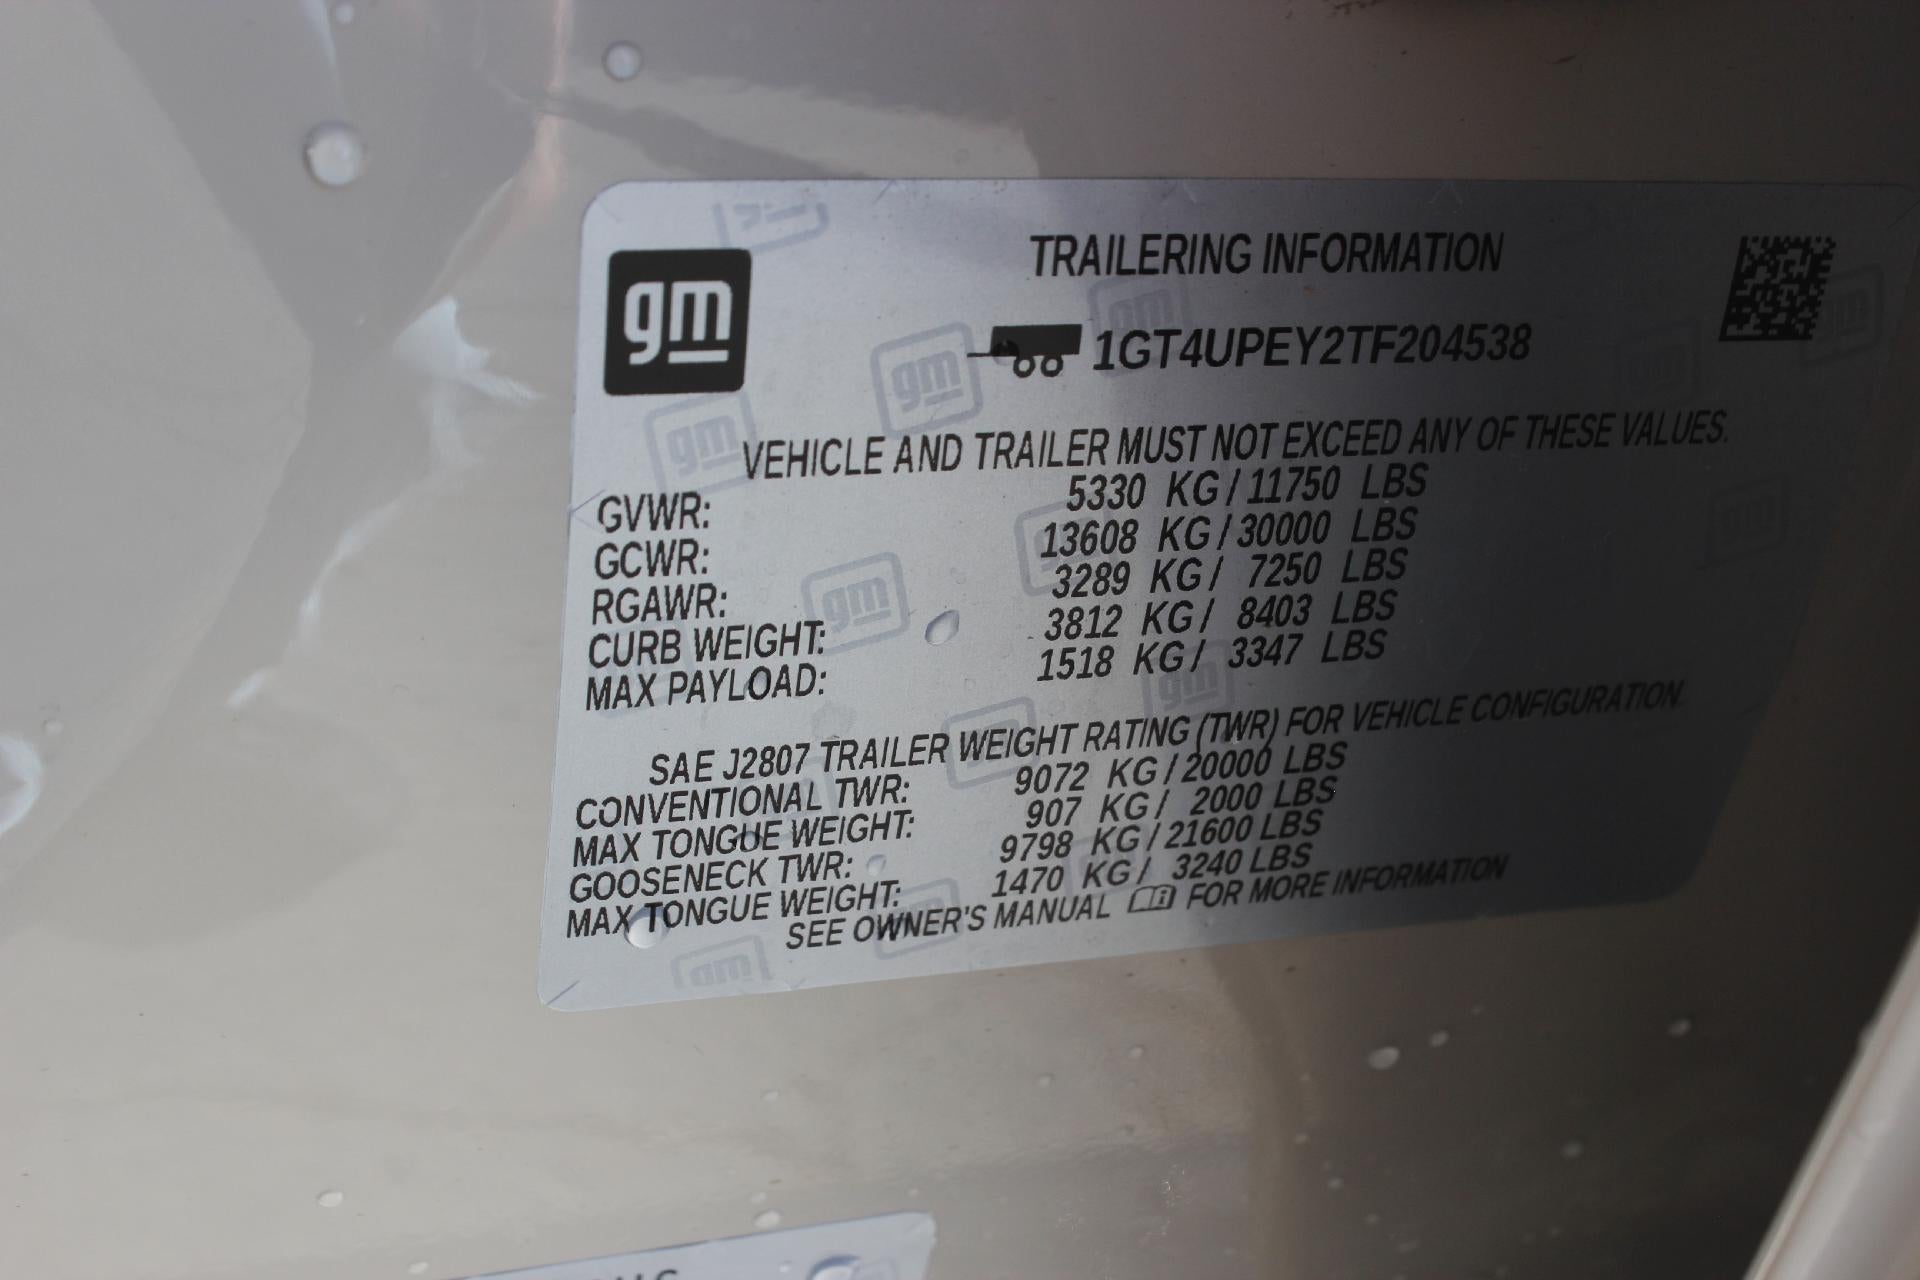 gm
TRAILERING INFORMATION
1GT4UPEY2TF204538
VEHICLE AND TRAILER MUST NOT EXCEED ANY OF THESE VALUES.
GVWR: 5330 KG / 11750 LBS
GCWR: 13608 KG / 30000 LBS
RGAWR: 3289 KG / 7250 LBS
CURB WEIGHT: 3812 KG / 8403 LBS
MAX PAYLOAD: 1518 KG / 3347 LBS
SAE J2807 TRAILER WEIGHT RATING (TWR) FOR VEHICLE CONFIGURATION.
CONVENTIONAL TWR: 9072 KG / 20000 LBS
MAX TONGUE WEIGHT: 907 KG / 2000 LBS
GOOSENECK TWR: 9798 KG / 21600 LBS
MAX TONGUE WEIGHT: 1470 KG / 3240 LBS
SEE OWNER'S MANUAL FOR MORE INFORMATION